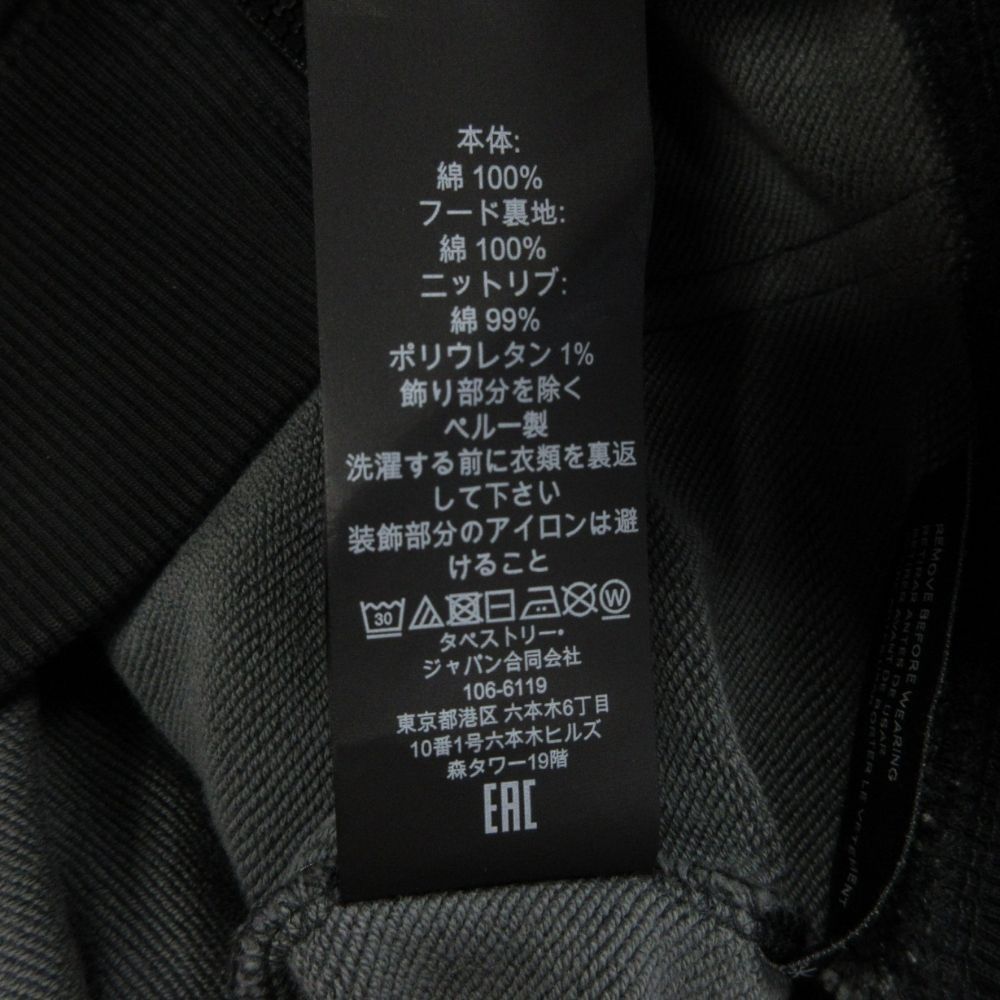 本体:
綿 100%
フード裏地:
綿 100%
ニットリブ:
綿 99%
ポリウレタン 1%
飾り部分を除く
ペルー製
洗濯する前に衣類を裏返
して下さい
装飾部分のアイロンは避
けること
30 W
タペストリー・
ジャパン合同会社
106-6119
東京都港区 六本木6丁目
10番1号六本木ヒルズ
森タワー19階
EAC
REMOVE BEFORE WEARING
ANTES DE USAR